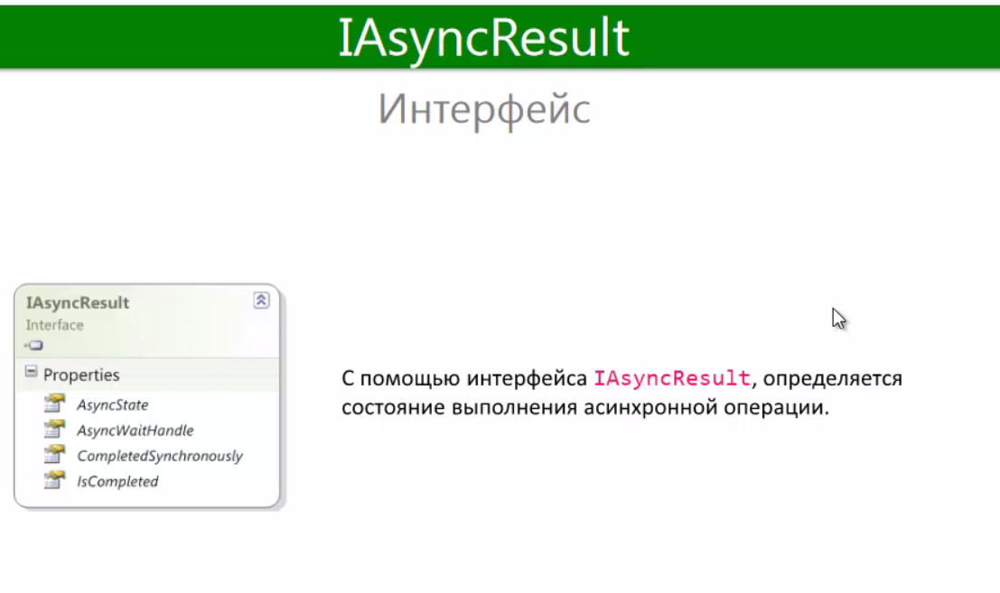 IAsyncResult
Интерфейс
IAsyncResult
Interface
Properties
AsyncState
AsyncWaitHandle
CompletedSynchronously
IsCompleted
С помощью интерфейса IAsyncResult, определяется
состояние выполнения асинхронной операции.